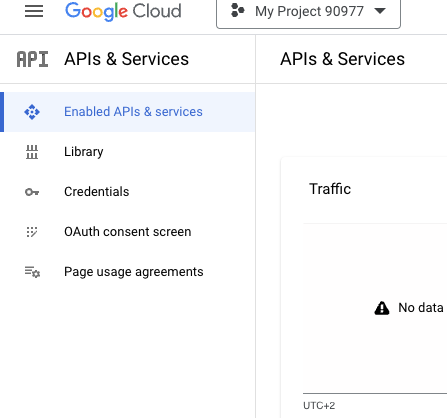 Google Cloud
My Project 90977
API
APIs & Services
APIs & Services
Enabled APIs & services
Library
Credentials
OAuth consent screen
Page usage agreements
Traffic
No data
UTC+2